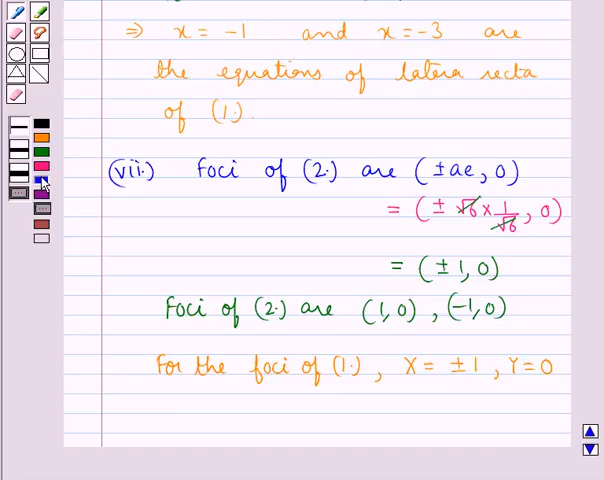 ⇒ x = -1 and x = -3 are
the equations of latera recta
of (1.)
(vii.) Foci of (2.) are (±ae, 0)
= (± √6 × 1/√6, 0)
= (±1, 0)
Foci of (2.) are (1, 0), (-1, 0)
For the foci of (1.), X = ±1, Y = 0